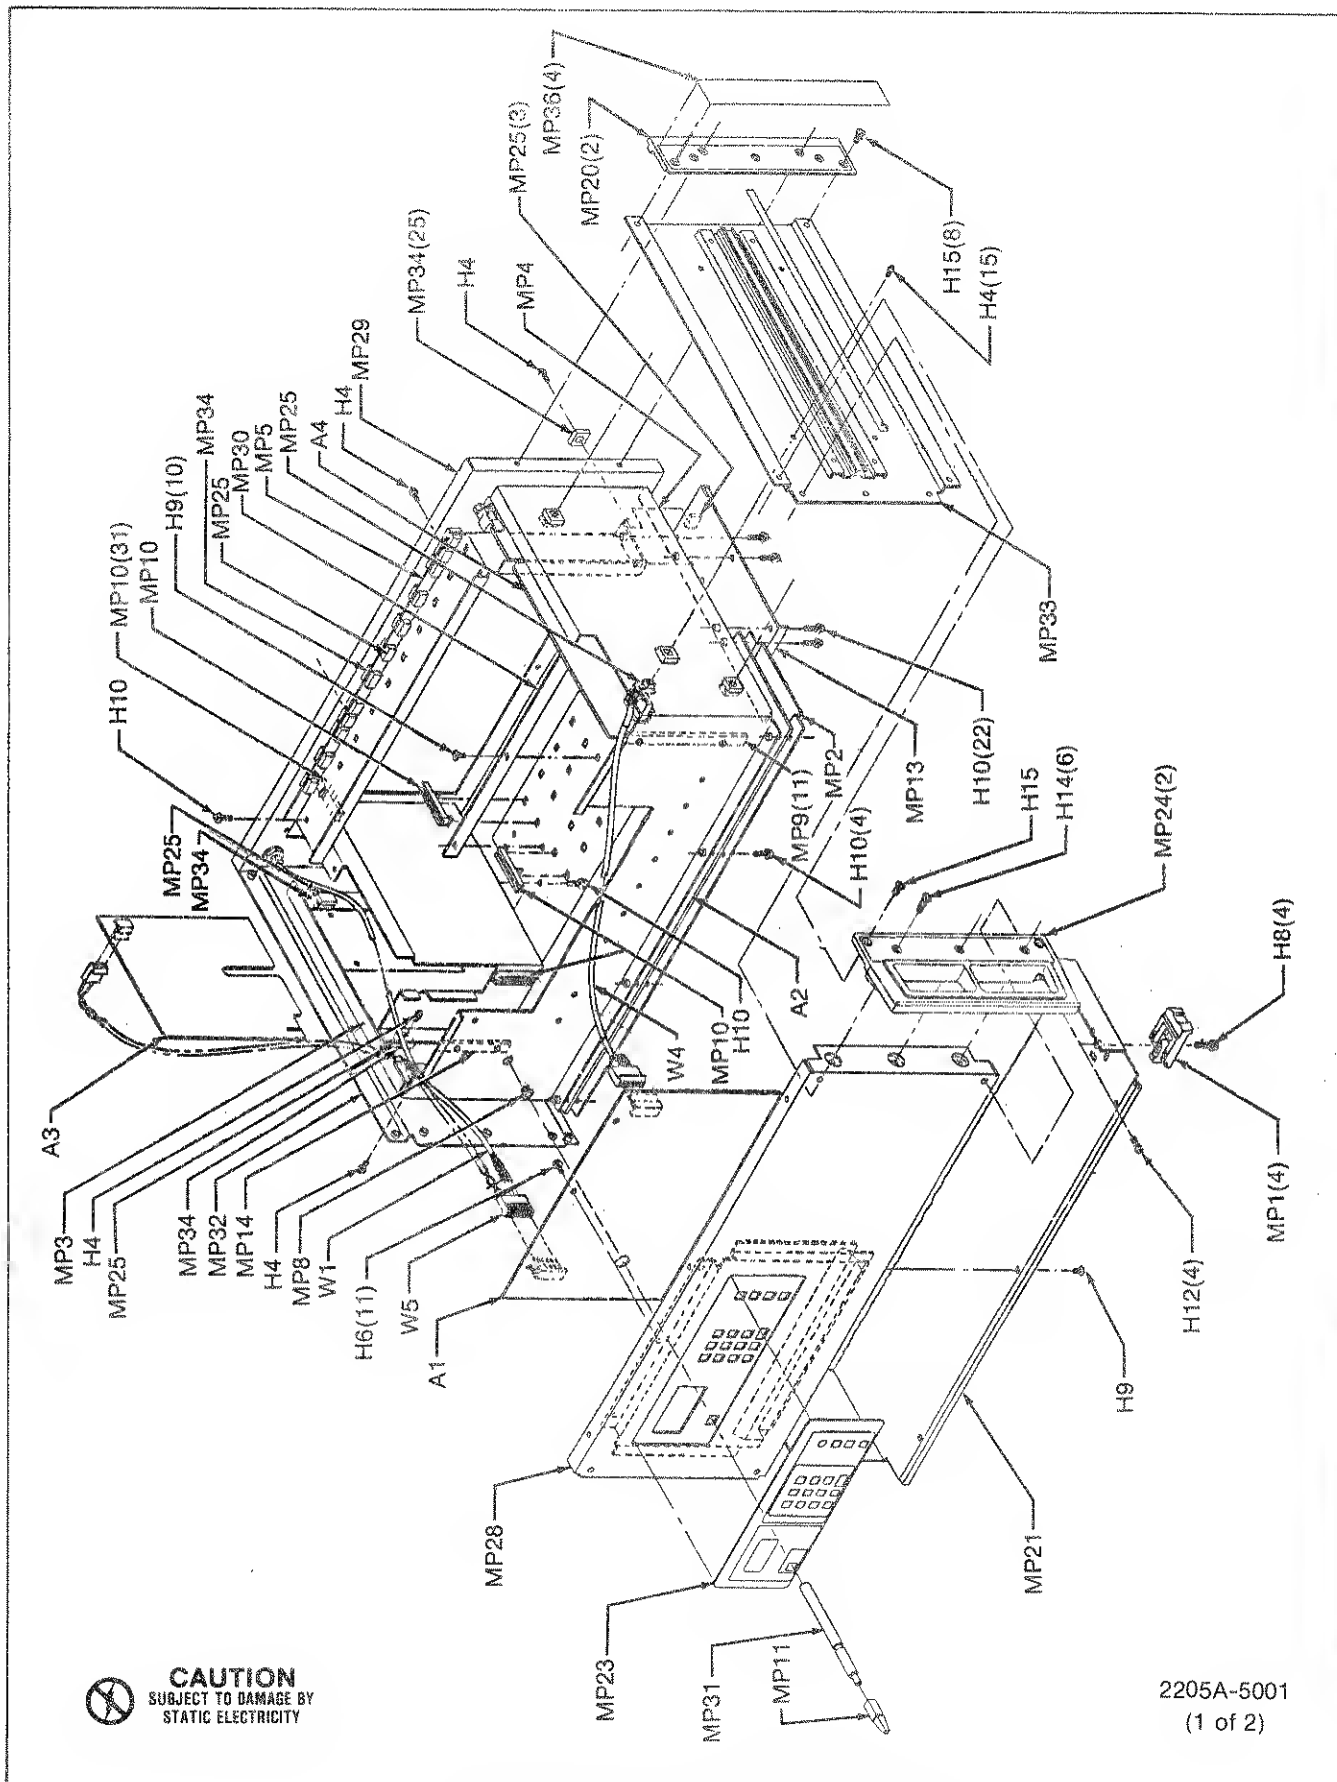 MP36(4)
MP20(2)
MP25(3)
MP34(25)
H4
MP4
MP29
H4
A4
MP25
MP5
MP30
MP25
MP34
H9(10)
MP10
MP10(31)
H10
MP25
MP34
A3
MP3
H4
MP25
MP34
MP32
MP14
H4
MP8
W1
H6(11)
W5
A1
H15(8)
H4(15)
MP33
MP2
MP13
H10(22)
H15
H14(6)
MP24(2)
MP9(11)
H10(4)
A2
H10
MP10
W4
H8(4)
MP1(4)
H12(4)
H9
MP21
MP28
MP23
MP31
MP11
CAUTION
SUBJECT TO DAMAGE BY
STATIC ELECTRICITY
2205A-5001
(1 of 2)